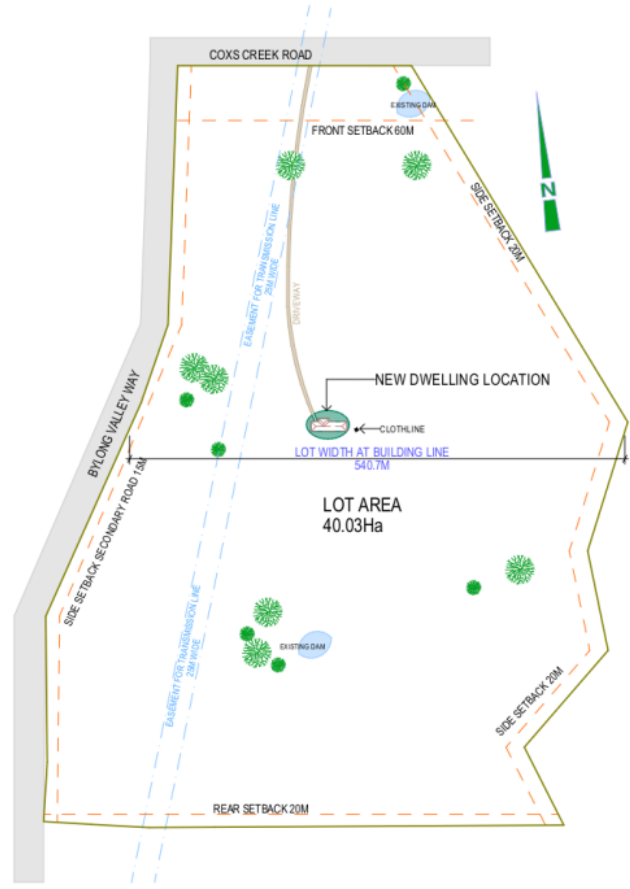 COXS CREEK ROAD
EXISTING DAM
FRONT SETBACK 60M
SIDE SETBACK 20M
N
EASEMENT FOR TRANSMISSION LINE
25M WIDE
DRIVEWAY
NEW DWELLING LOCATION
CLOTHLINE
BYLONG VALLEY WAY
LOT WIDTH AT BUILDING LINE
540.7M
SIDE SETBACK SECONDARY ROAD 15M
LOT AREA
40.03Ha
EASEMENT FOR TRANSMISSION LINE
25M WIDE
EXISTING DAM
SIDE SETBACK 20M
REAR SETBACK 20M